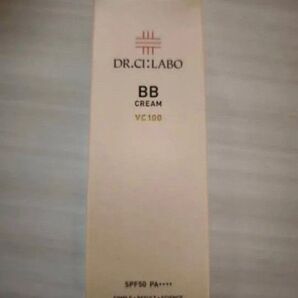 DR.CI:LABO
BB
CREAM
VC100
SPF50 PA++++